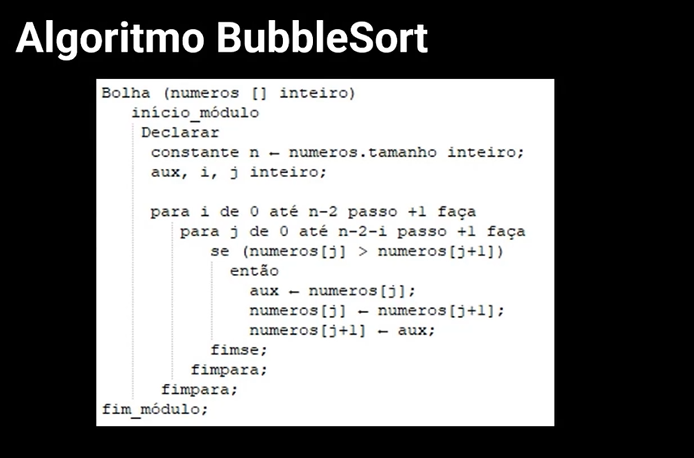 Algoritmo BubbleSort
Bolha (numeros [] inteiro)
início_módulo
Declarar
constante n ← numeros.tamanho inteiro;
aux, i, j inteiro;
para i de 0 até n-2 passo +1 faça
para j de 0 até n-2-i passo +1 faça
se (numeros[j] > numeros[j+1])
então
aux ← numeros[j];
numeros[j] ← numeros[j+1];
numeros[j+1] ← aux;
fimse;
fimpara;
fimpara;
fim_módulo;